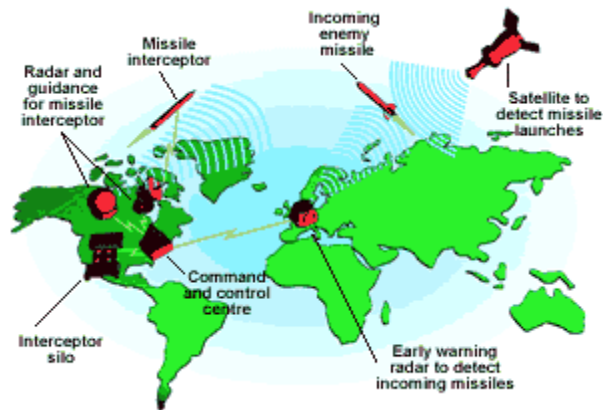 Missile
interceptor
Incoming
enemy
missile
Radar and
guidance
for missile
interceptor
Satellite to
detect missile
launches
Command
and control
centre
Interceptor
silo
Early warning
radar to detect
incoming missiles